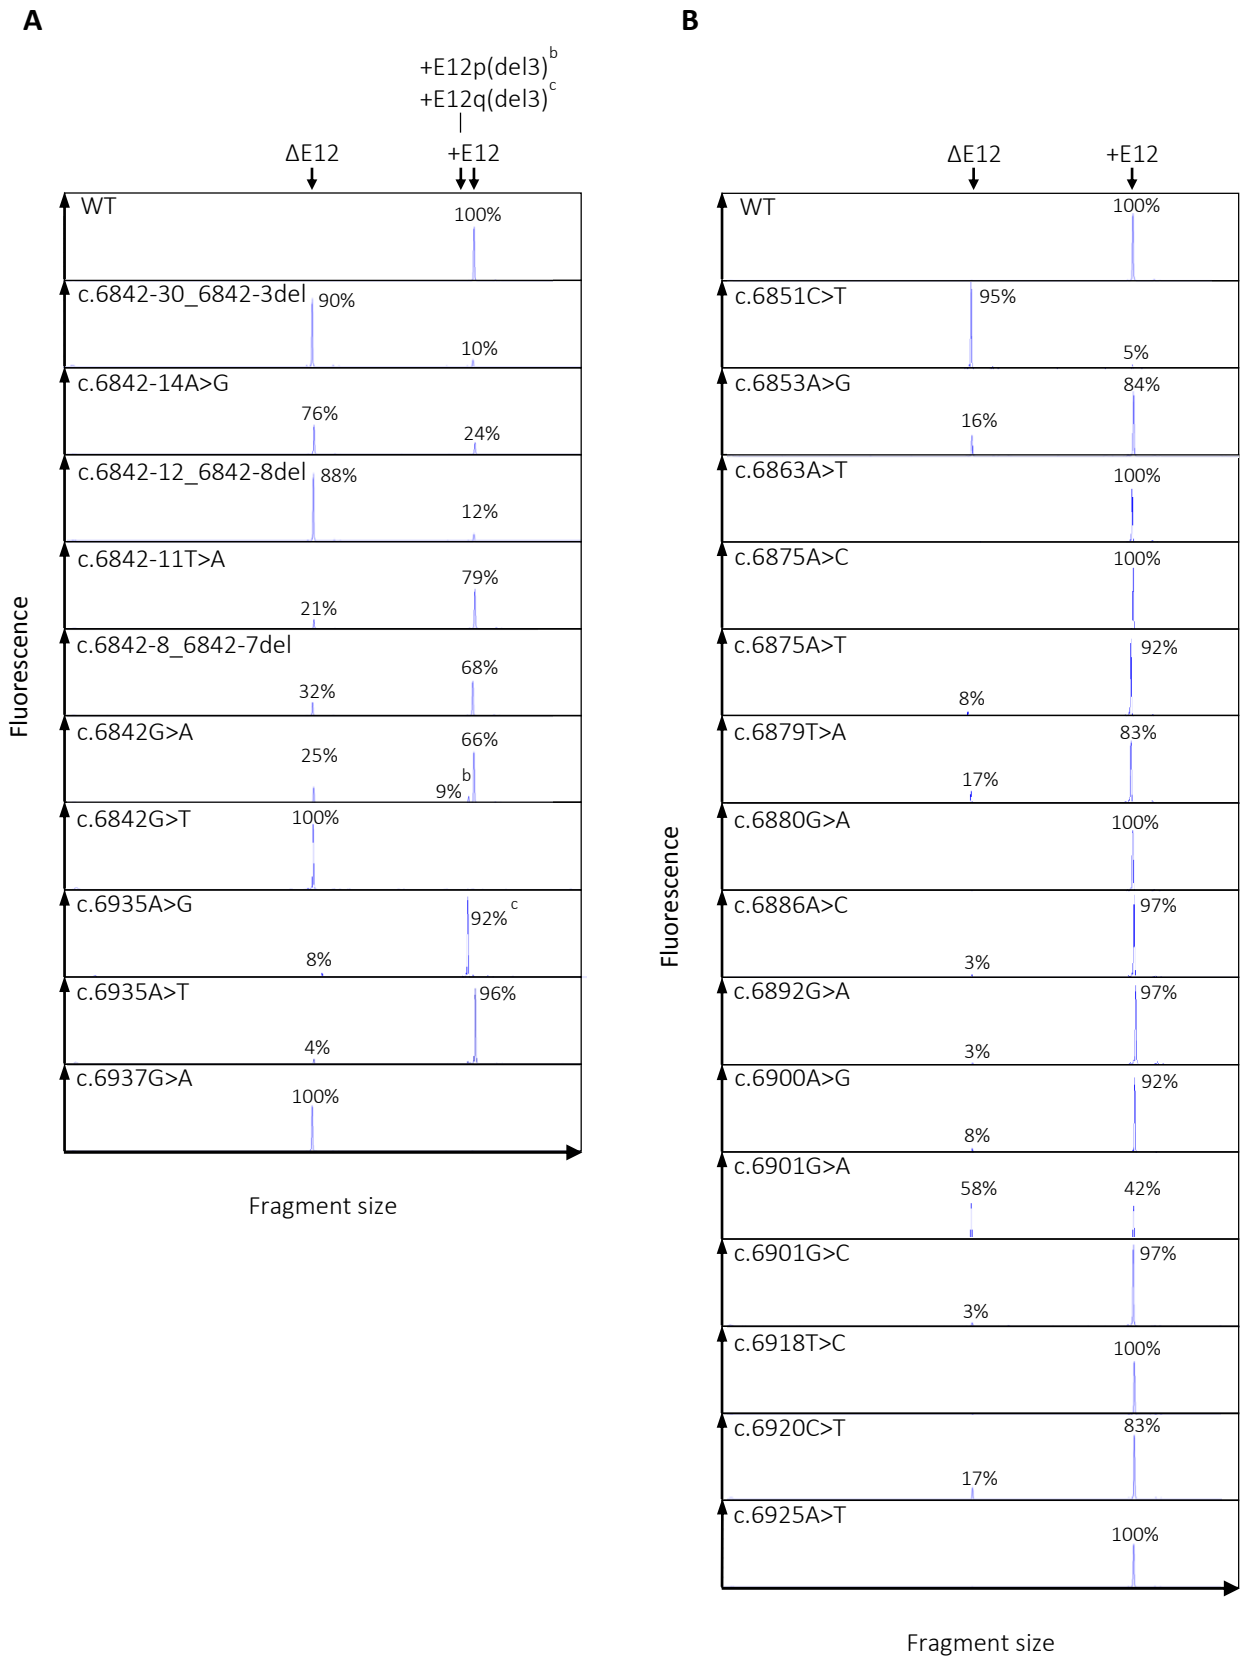 A
+E12p(del3)b
+E12q(del3)c
ΔE12 +E12
WT
100%
c.6842-30_6842-3del 90%
10%
c.6842-14A>G
76%
24%
c.6842-12_6842-8del 88%
12%
c.6842-11T>A
79%
21%
c.6842-8_6842-7del
68%
32%
c.6842G>A
66%
25%
b
9%
c.6842G>T
100%
c.6935A>G
92% c
8%
c.6935A>T
96%
4%
c.6937G>A
100%
Fluorescence
Fragment size
B
ΔE12 +E12
WT
100%
c.6851C>T 95%
5%
c.6853A>G
84%
16%
c.6863A>T
100%
c.6875A>C
100%
c.6875A>T
92%
8%
c.6879T>A
83%
17%
c.6880G>A
100%
c.6886A>C
97%
3%
c.6892G>A
97%
3%
c.6900A>G
92%
8%
c.6901G>A
58% 42%
c.6901G>C
97%
3%
c.6918T>C
100%
c.6920C>T
83%
17%
c.6925A>T
100%
Fluorescence
Fragment size